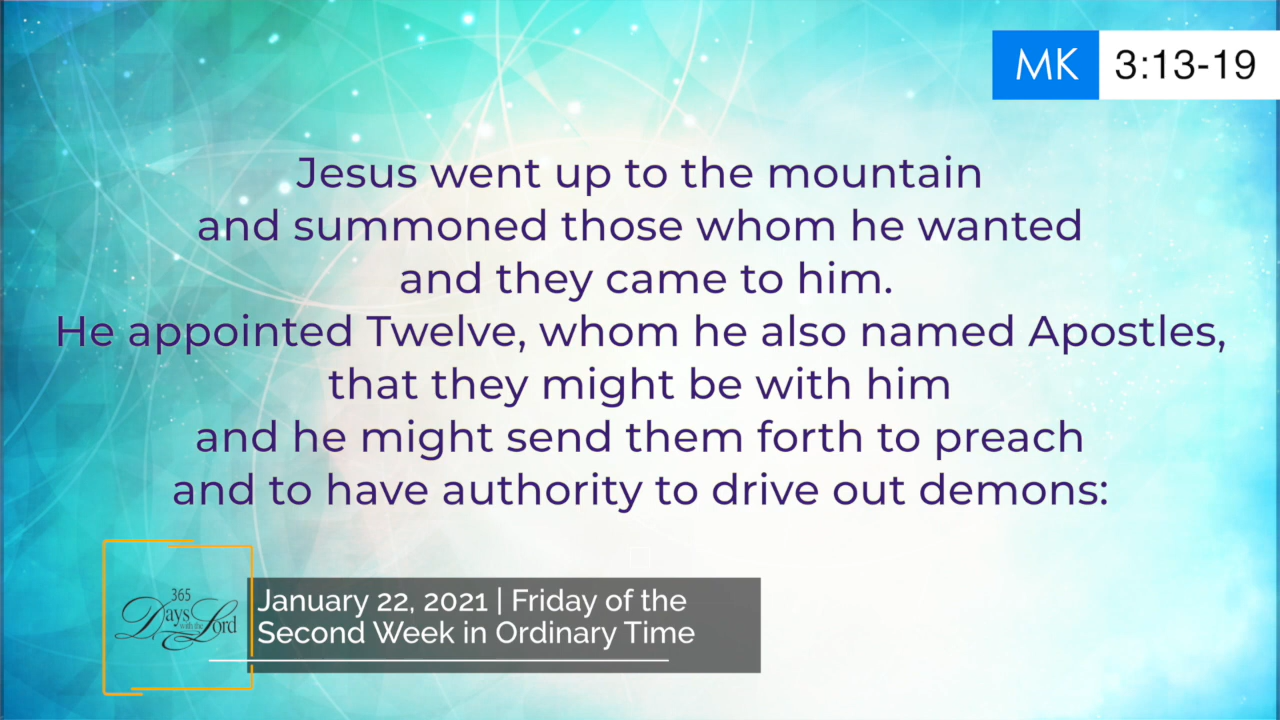 MK 3:13-19
Jesus went up to the mountain
and summoned those whom he wanted
and they came to him.
He appointed Twelve, whom he also named Apostles,
that they might be with him
and he might send them forth to preach
and to have authority to drive out demons:
365
Days with the Lord
January 22, 2021 | Friday of the
Second Week in Ordinary Time